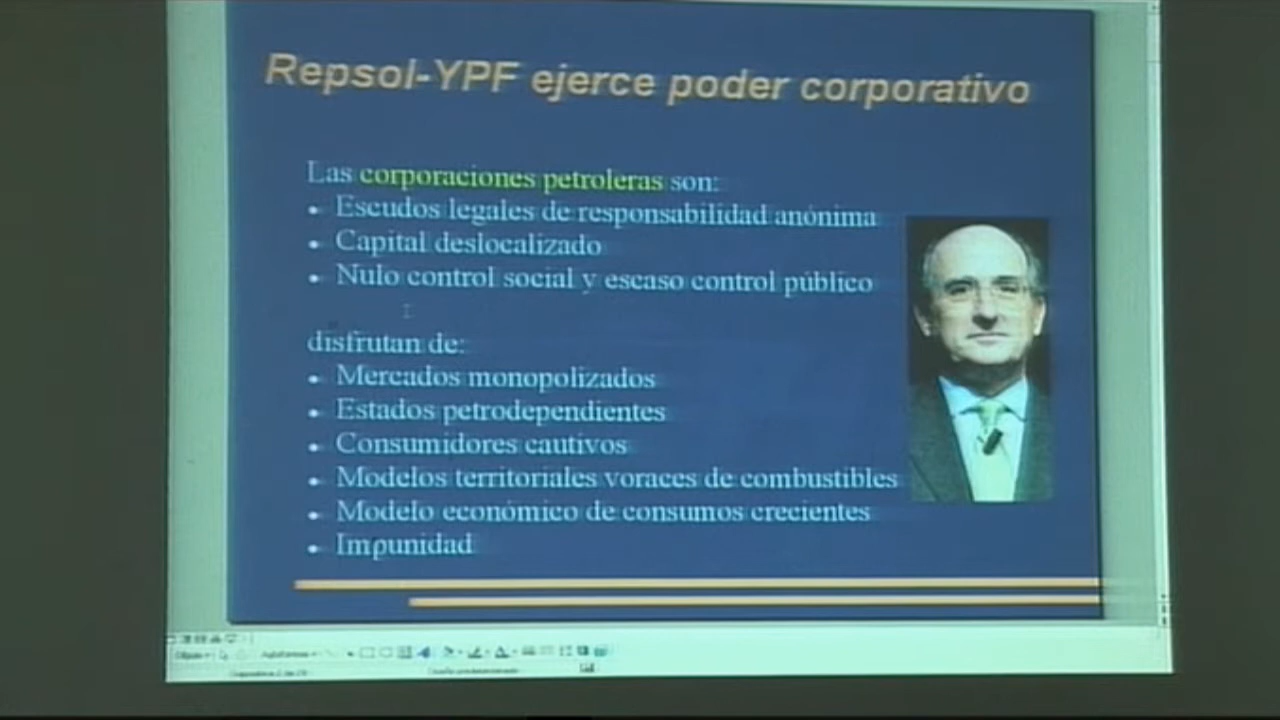 Repsol-YPF ejerce poder corporativo
Las corporaciones petroleras son:
• Escudos legales de responsabilidad anónima
• Capital deslocalizado
• Nulo control social y escaso control público
disfrutan de:
• Mercados monopolizados
• Estados petrodependientes
• Consumidores cautivos
• Modelos territoriales voraces de combustibles
• Modelo económico de consumos crecientes
• Impunidad